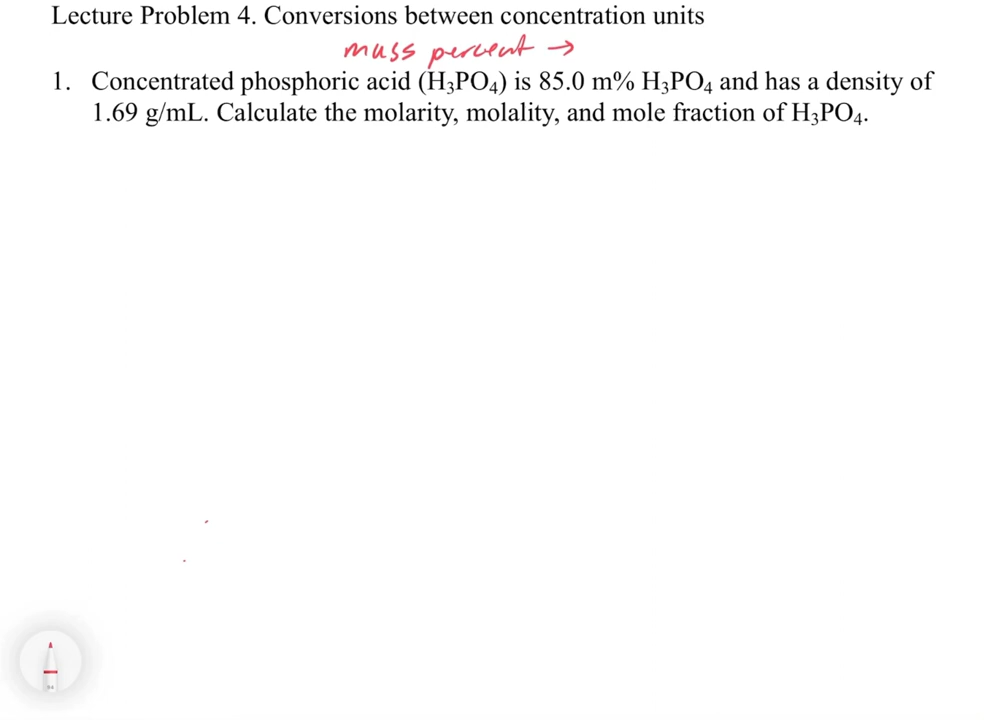 Lecture Problem 4. Conversions between concentration units
mass percent →
1. Concentrated phosphoric acid (H₃PO₄) is 85.0 m% H₃PO₄ and has a density of
1.69 g/mL. Calculate the molarity, molality, and mole fraction of H₃PO₄.